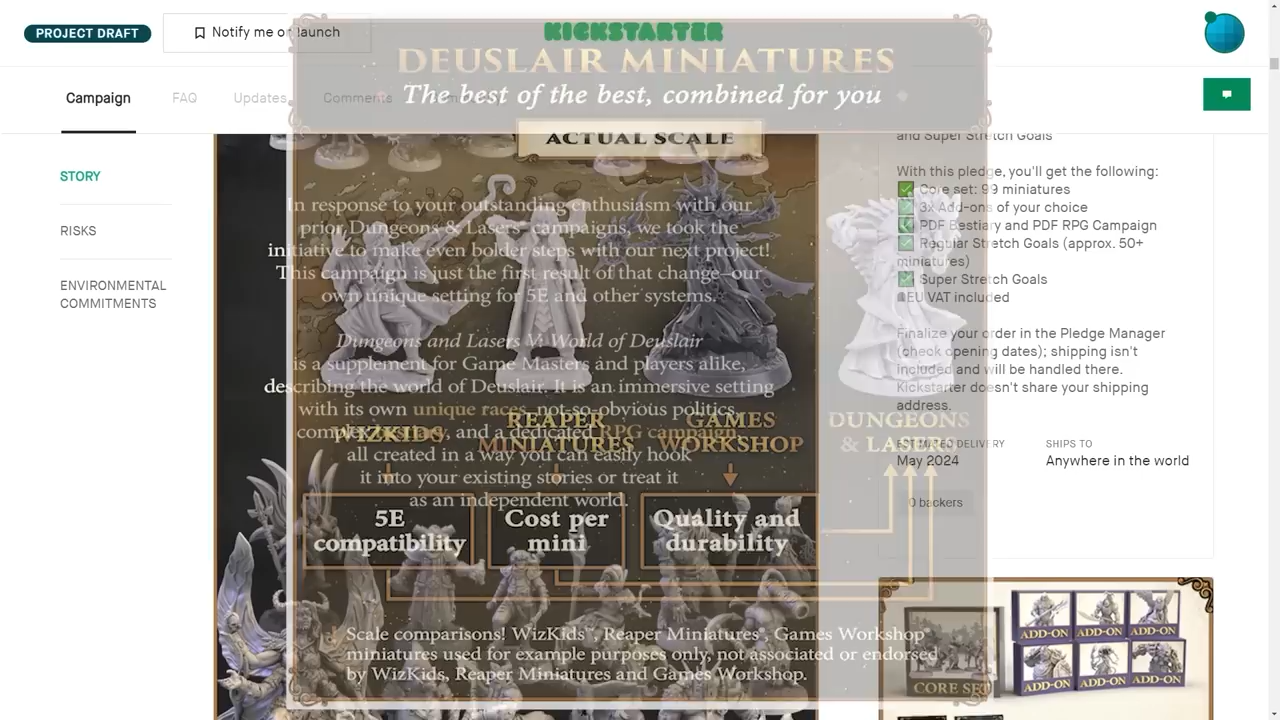 PROJECT DRAFT
Notify me on launch
KICKSTARTER
DEUSLAIR MINIATURES
The best of the best, combined for you
Campaign
FAQ
Updates
Comments
ACTUAL SCALE
STORY
RISKS
ENVIRONMENTAL
COMMITMENTS
In response to your outstanding enthusiasm with our
prior Dungeons & Lasers campaigns, we took the
initiative to make even bolder steps with our next project!
This campaign is just the first result of that change–our
own unique setting for 5E and other systems.
Dungeons and Lasers V: World of Deuslair
is a supplement for Game Masters and players alike,
describing the world of Deuslair. It is an immersive setting
with its own unique races, not-so-obvious politics,
complex history, and a dedicated RPG campaign,
all created in a way you can easily hook
it into your existing stories or treat it
as an independent world.
WIZKIDS
REAPER
MINIATURES
GAMES
WORKSHOP
DUNGEONS
& LASERS
5E
compatibility
Cost per
mini
Quality and
durability
Scale comparisons! WizKids™, Reaper Miniatures™, Games Workshop™
miniatures used for example purposes only, not associated or endorsed
by WizKids, Reaper Miniatures and Games Workshop.
and Super Stretch Goals
With this pledge, you'll get the following:
✅ Core set: 99 miniatures
✅ 3x Add-ons of your choice
✅ PDF Bestiary and PDF RPG Campaign
✅ Regular Stretch Goals (approx. 50+
miniatures)
✅ Super Stretch Goals
EU VAT included
Finalize your order in the Pledge Manager
(check opening dates); shipping isn't
included and will be handled there.
Kickstarter doesn't share your shipping
address.
ESTIMATED DELIVERY
May 2024
SHIPS TO
Anywhere in the world
0 backers
CORE SET
ADD-ON
ADD-ON
ADD-ON
ADD-ON
ADD-ON
ADD-ON